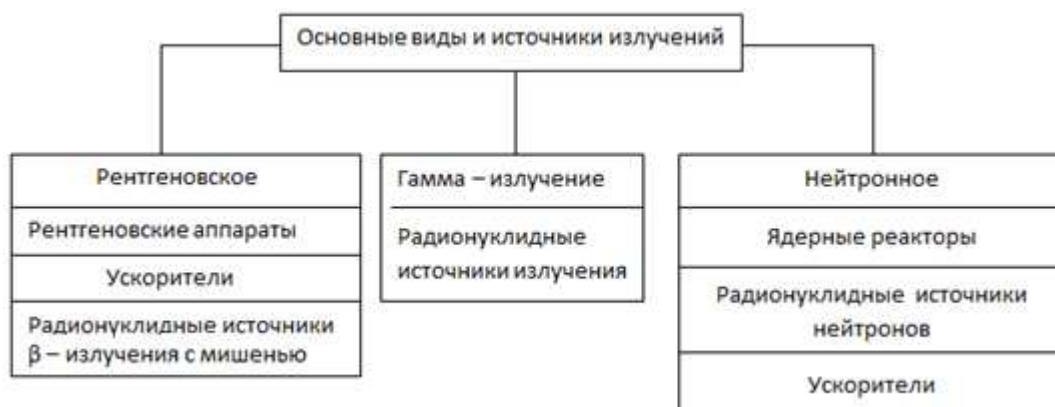 Основные виды и источники излучений
Рентгеновское
Рентгеновские аппараты
Ускорители
Радионуклидные источники
β – излучения с мишенью
Гамма – излучение
Радионуклидные
источники излучения
Нейтронное
Ядерные реакторы
Радионуклидные источники
нейтронов
Ускорители